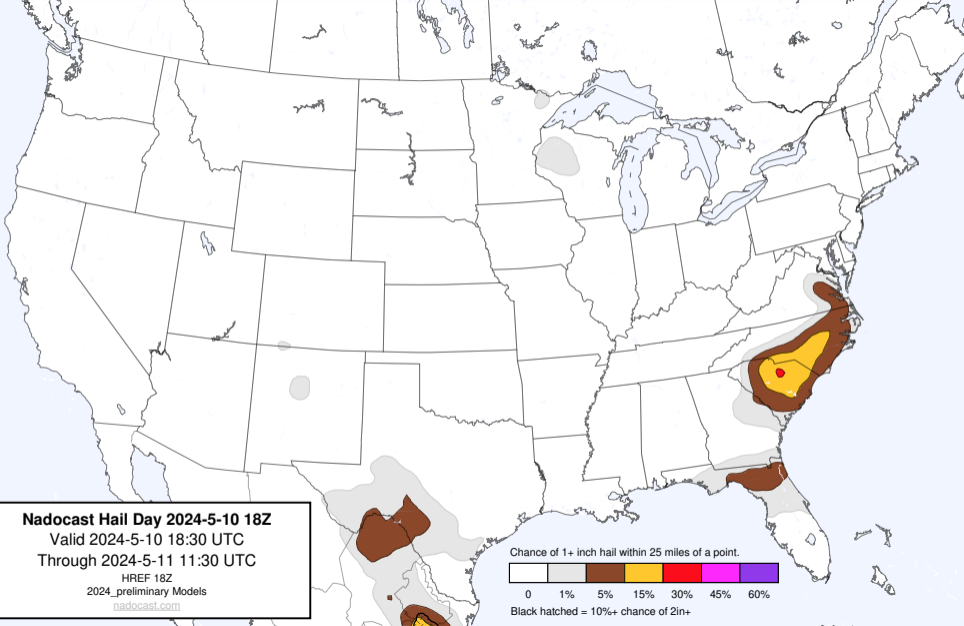 Nadocast Hail Day 2024-5-10 18Z
Valid 2024-5-10 18:30 UTC
Through 2024-5-11 11:30 UTC
HREF 18Z
2024_preliminary Models
nadocast.com
Chance of 1+ inch hail within 25 miles of a point.
0 1% 5% 15% 30% 45% 60%
Black hatched = 10%+ chance of 2in+